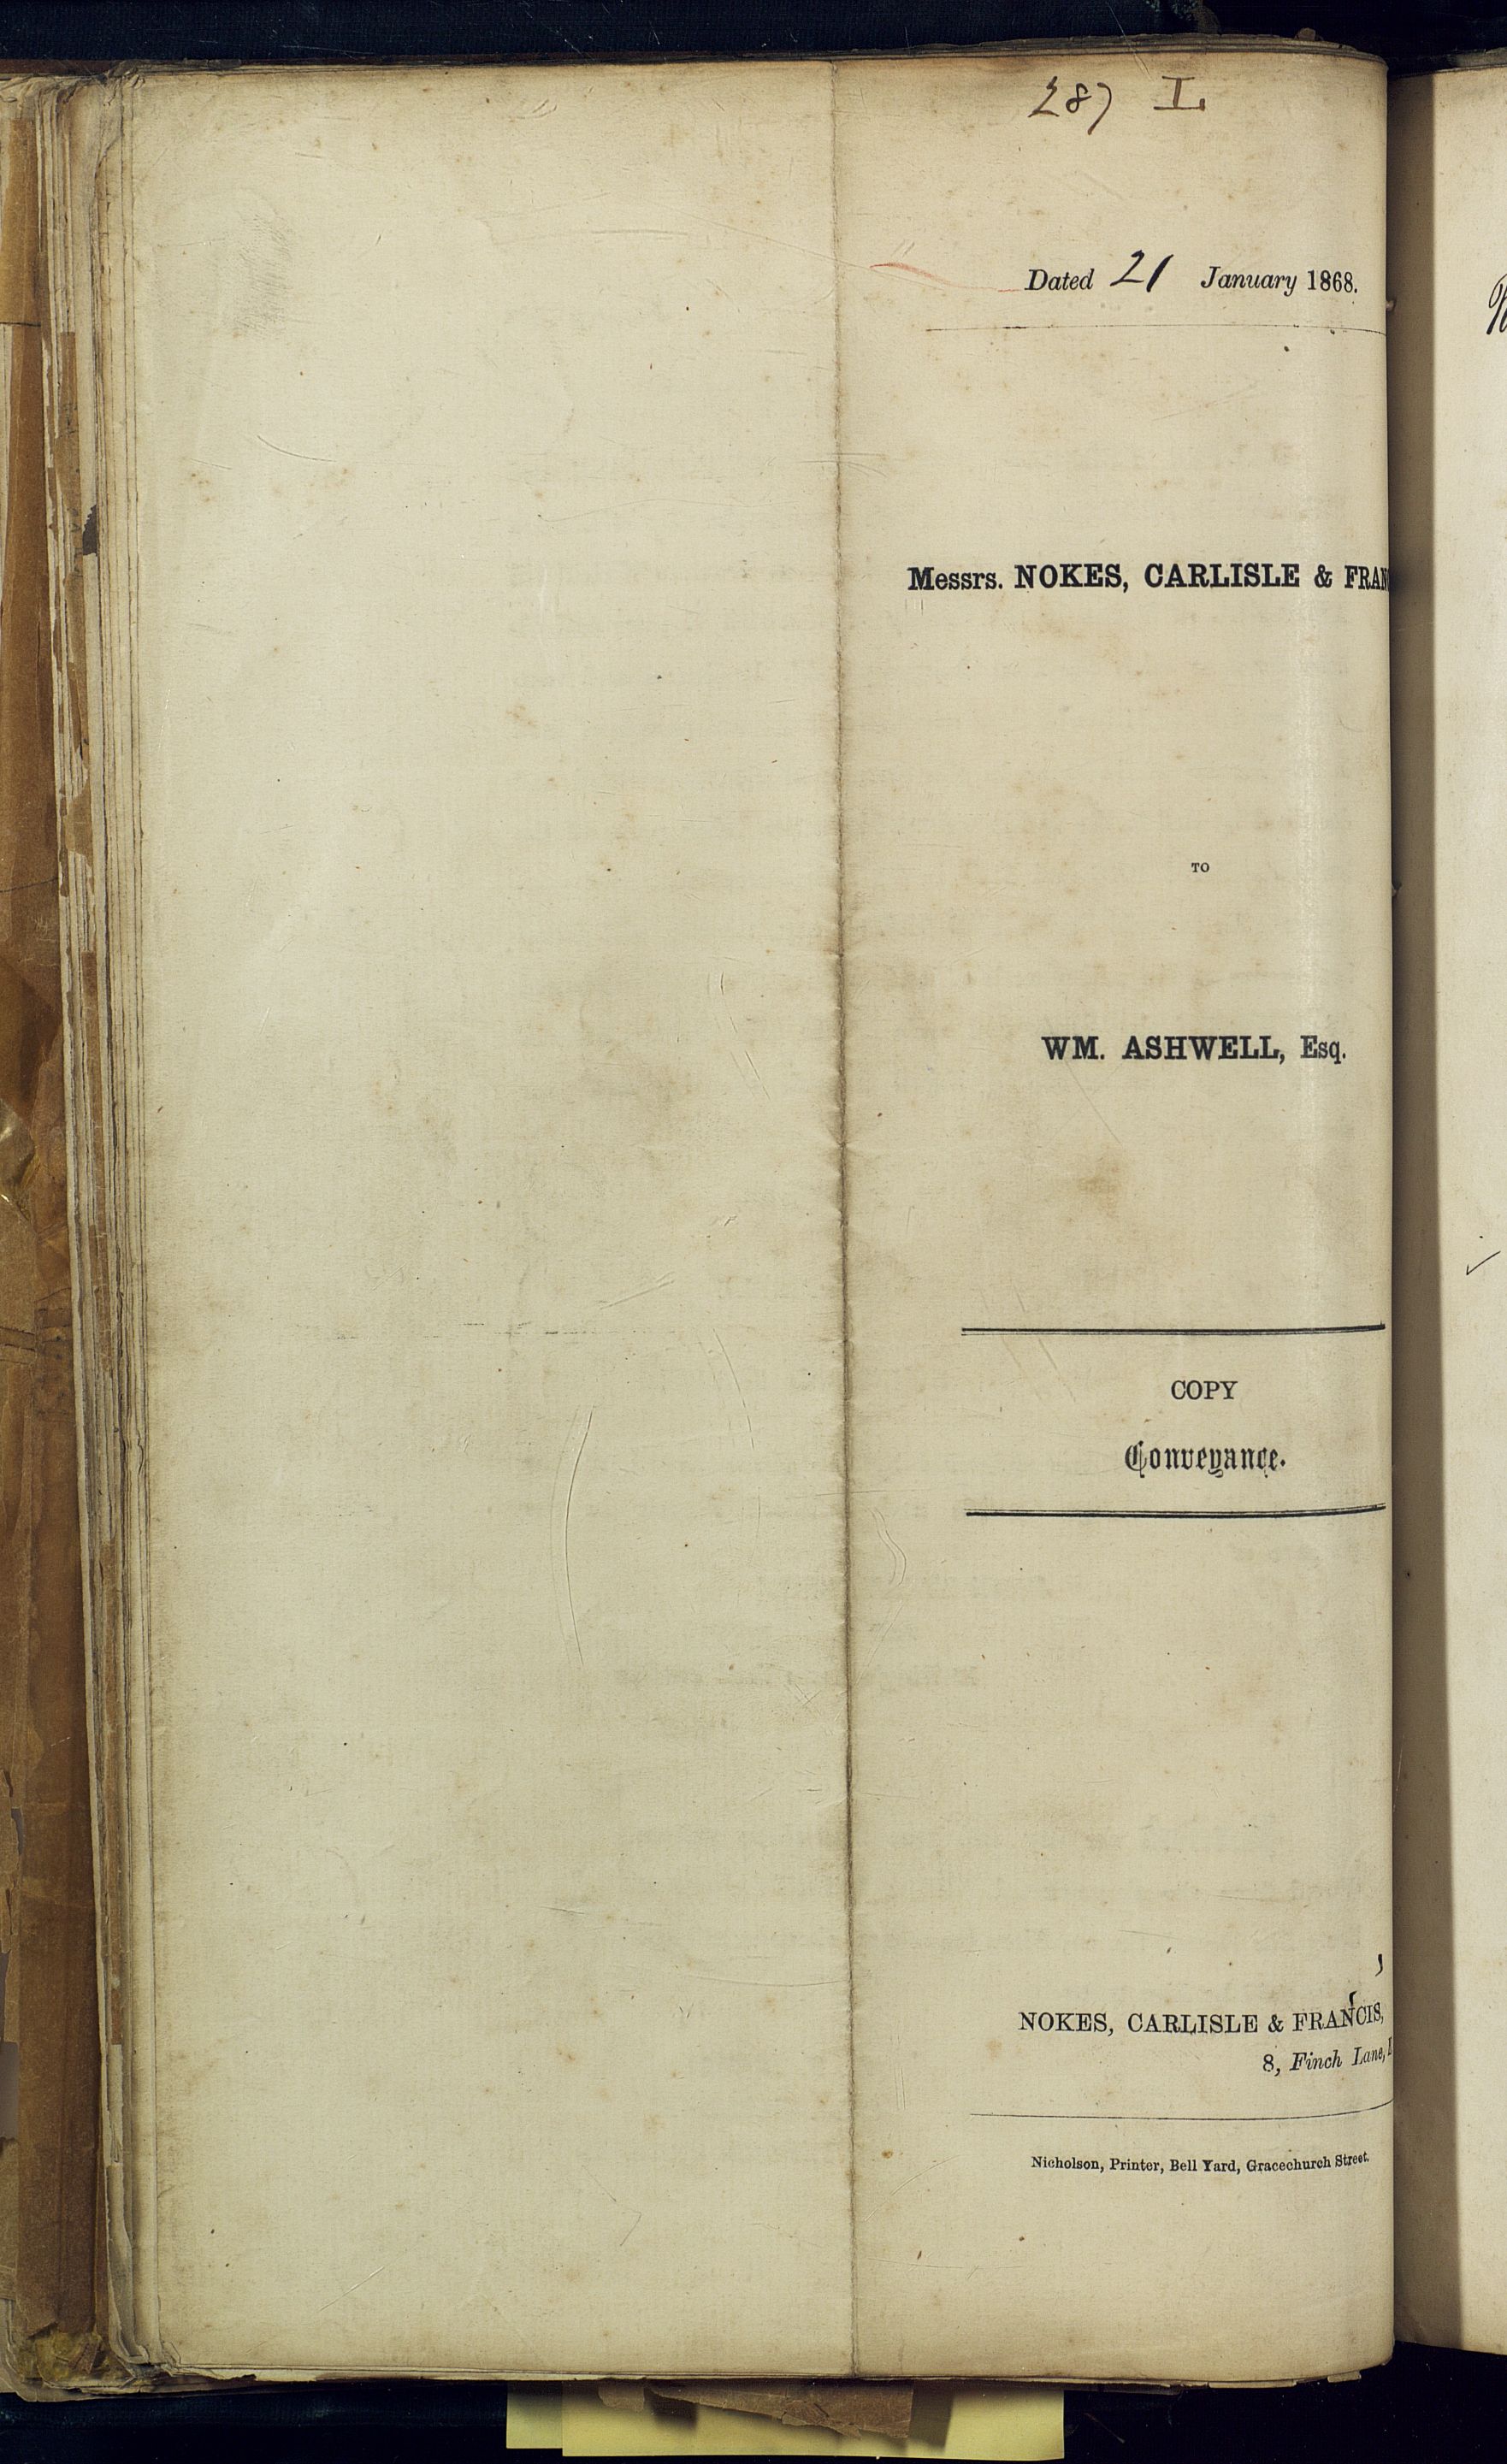 287 I
Dated 21 January 1868.
Messrs. NOKES, CARLISLE & FRAN
TO
WM. ASHWELL, Esq.
COPY
Conveyance.
NOKES, CARLISLE & FRANCIS,
8, Finch Lane,
Nicholson, Printer, Bell Yard, Gracechurch Street.